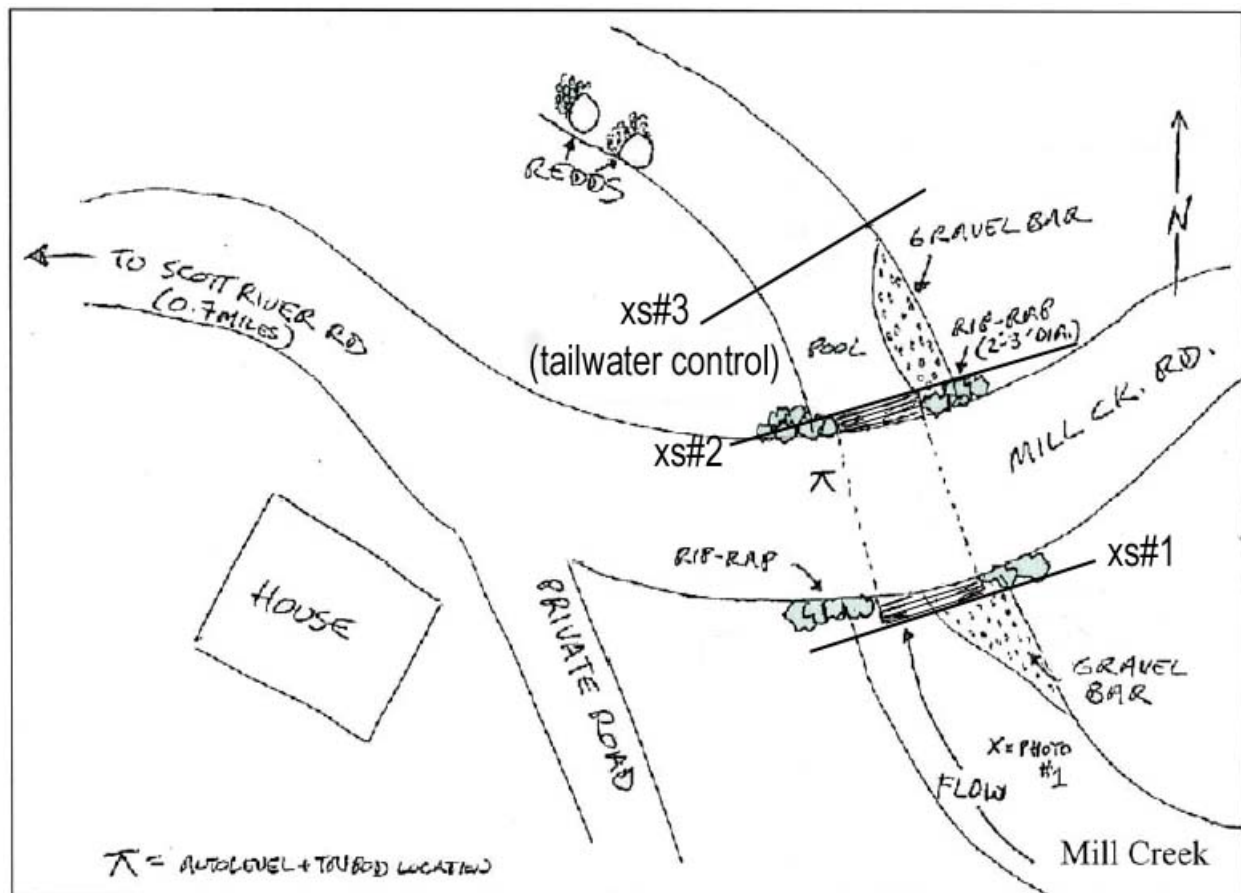 REDDS
GRAVEL BAR
N
TO SCOTT RIVER RD
(0.7 MILES)
xs#3
(tailwater control)
POOL
RIP-RAP
(2-3' DIA.)
MILL CK. RD.
xs#2
RIP-RAP
xs#1
HOUSE
PRIVATE ROAD
GRAVEL
BAR
X=PHOTO
#1
FLOW
Mill Creek
= AUTOLEVEL + TRIPOD LOCATION